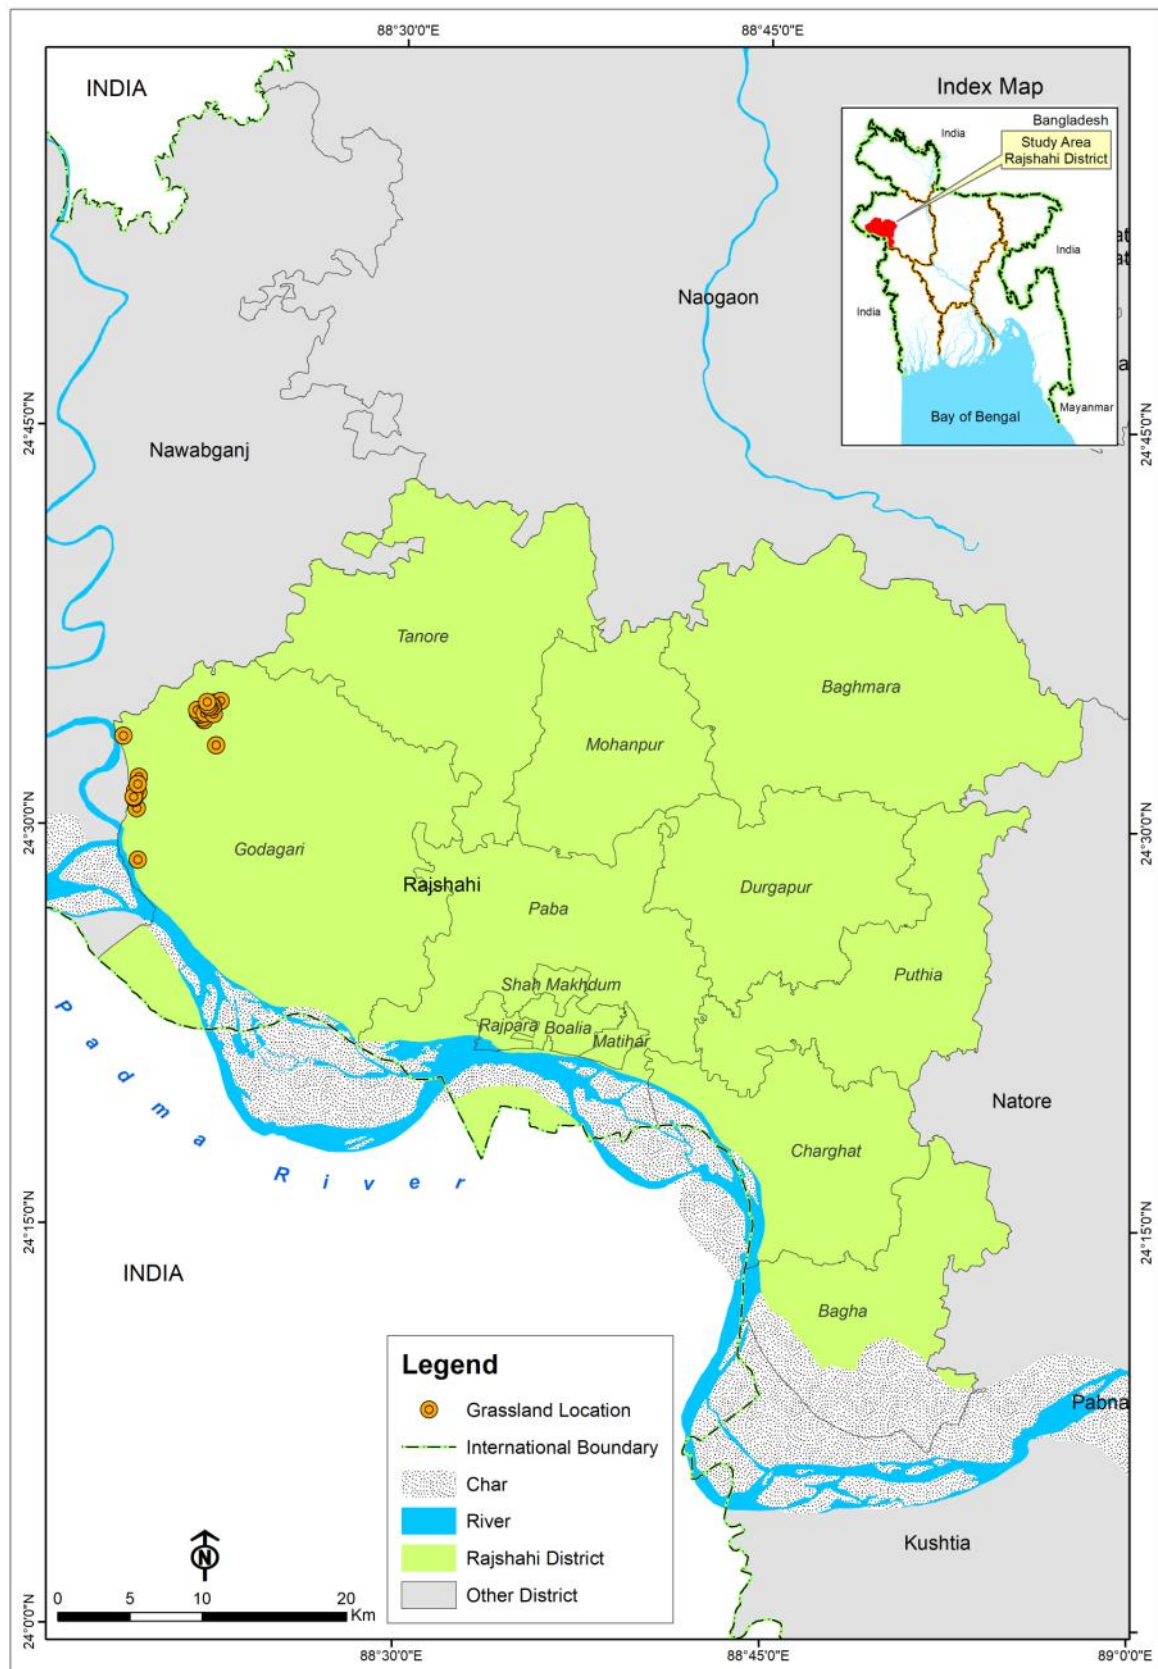 88°30'0"E
88°45'0"E
INDIA
Index Map
Bangladesh
India
Study Area
Rajshahi District
at
at
India
India
a
Mayanmar
Bay of Bengal
Naogaon
24°45'0"N
24°45'0"N
Nawabganj
Tanore
Baghmara
Mohanpur
24°30'0"N
24°30'0"N
Godagari
Rajshahi
Durgapur
Paba
Puthia
Shah Makhdum
Rajpara
Boalia
Matihar
Padma River
Natore
Charghat
24°15'0"N
24°15'0"N
INDIA
Bagha
Legend
Grassland Location
International Boundary
Char
River
Rajshahi District
Other District
Pabna
Kushtia
N
0 5 10 20
Km
24°0'0"N
88°30'0"E
88°45'0"E
89°0'0"E